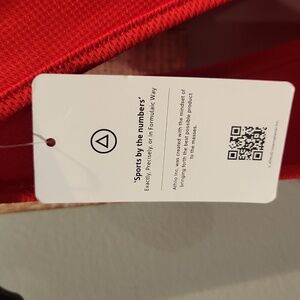 'Sports by the numbers'
Exactly, Precisely, or in Formulaic Way
Athlio Inc. was created with the mindset of
bringing forth the best possible product
to the masses.